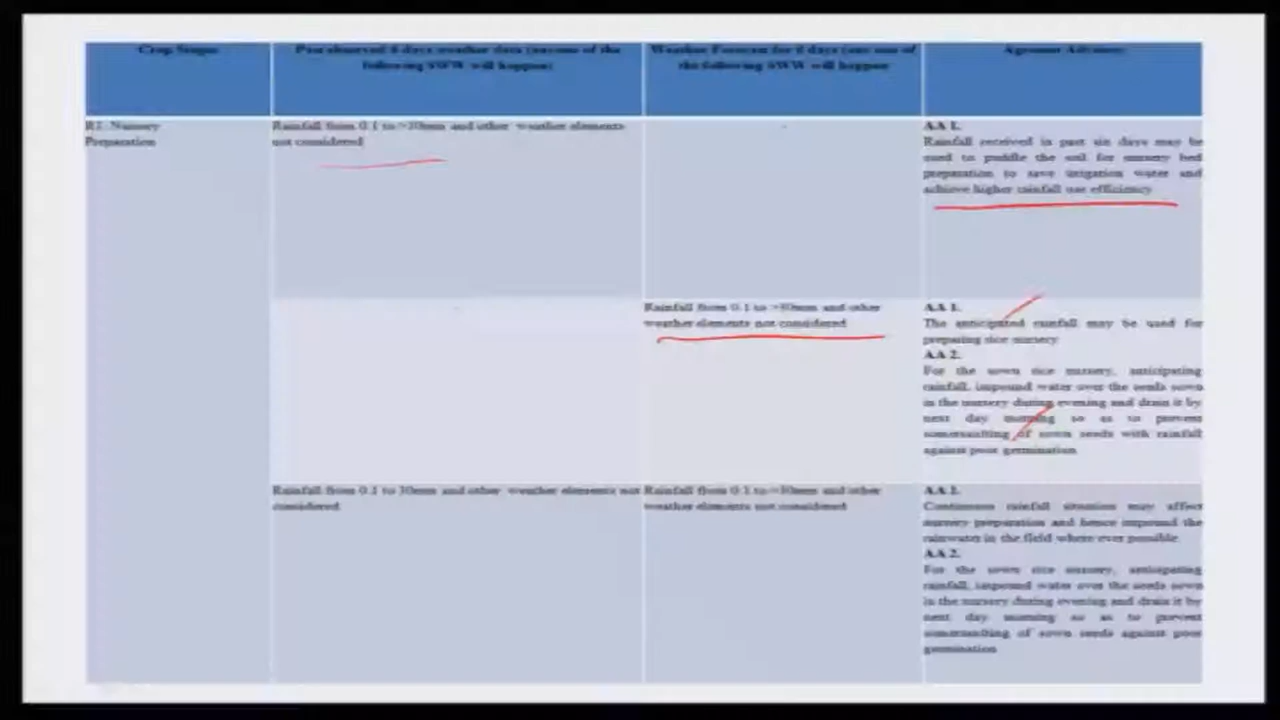 Crop Stages
Past observed 6 days weather data (anyone of the
following SWW will happen)
Weather Forecast for 6 days (any one of
the following SWW will happen
Agromet Advisory
Nursery
Preparation
Rainfall from 0.1 to >30mm and other weather elements
not considered
AA 1.
Rainfall received in past six days may be
used to puddle the soil for nursery bed
preparation to save irrigation water and
achieve higher rainfall use efficiency
Rainfall from 0.1 to and other
weather elements not considered
AA 1.
The anticipated rainfall may be used for
preparing rice nursery
AA 2.
For the sown rice nursery, anticipating
rainfall, impound water over the seeds sown
in the nursery during evening and drain it by
next day morning so as to prevent
somersaulting of sown seeds with rainfall
against poor germination
Rainfall from 0.1 to 30mm and other weather elements not
considered
Rainfall from 0.1 to and other
weather elements not considered
AA 1.
Continuous rainfall situation may affect
nursery preparation and hence impound the
rainwater in the field where ever possible
AA 2.
For the sown rice nursery, anticipating
rainfall, impound water over the seeds sown
in the nursery during evening and drain it by
next day morning so as to prevent
somersaulting of sown seeds against poor
germination